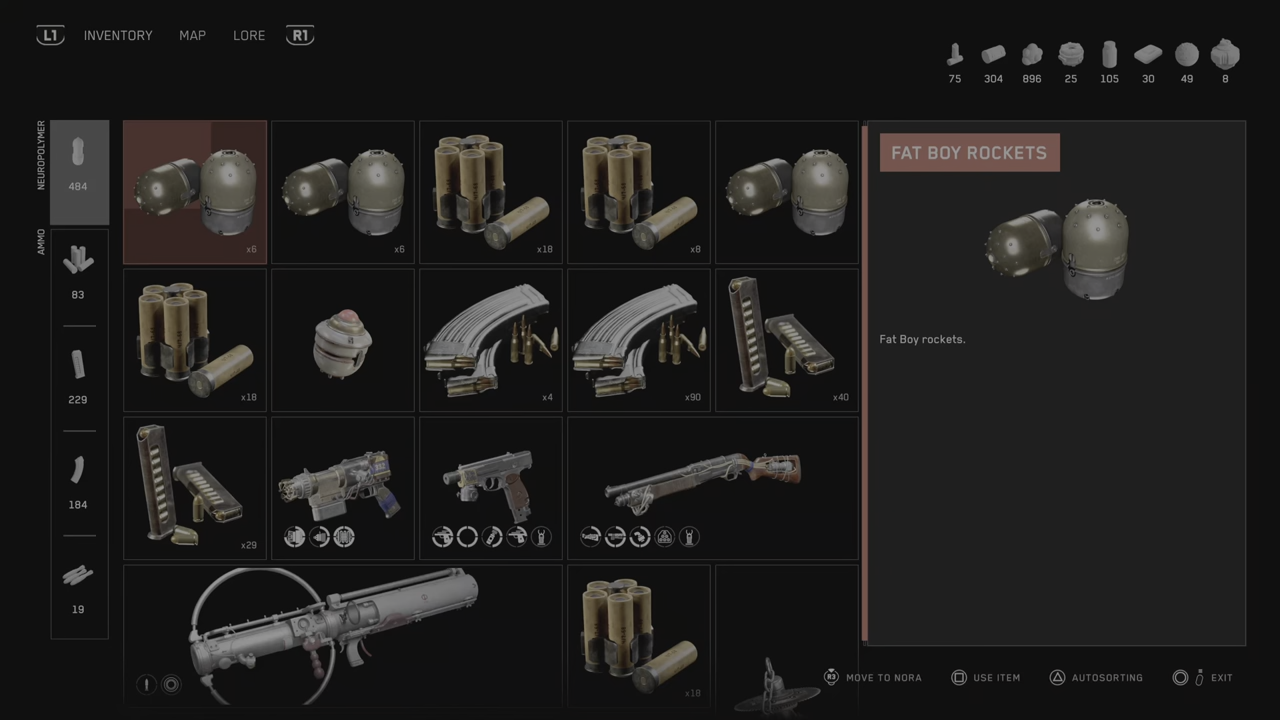 L1 INVENTORY MAP LORE R1
75 304 896 25 105 30 49 8
NEUROPOLYMER
484
AMMO
83
229
184
19
x6 x6 x18 x8
x18 x4 x90 x40
x29
x18
FAT BOY ROCKETS
Fat Boy rockets.
R3 MOVE TO NORA USE ITEM AUTOSORTING EXIT